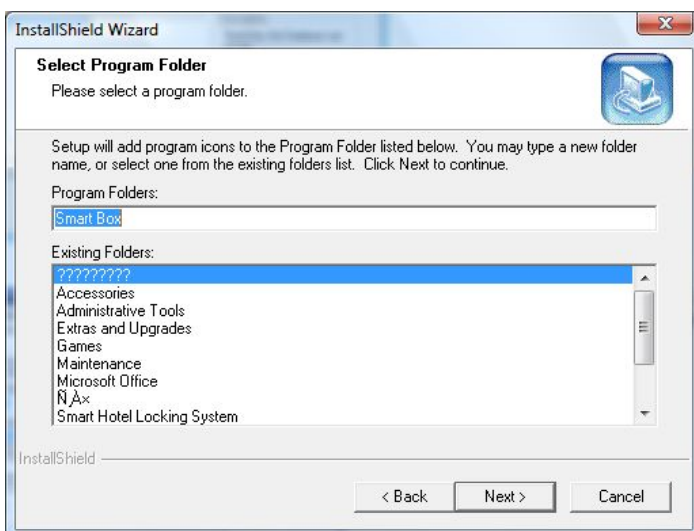 InstallShield Wizard
Select Program Folder
Please select a program folder.
Setup will add program icons to the Program Folder listed below.  You may type a new folder
name, or select one from the existing folders list.  Click Next to continue.
Program Folders:
Smart Box
Existing Folders:
?????????
Accessories
Administrative Tools
Extras and Upgrades
Games
Maintenance
Microsoft Office
Ñ¸À×
Smart Hotel Locking System
InstallShield
< Back
Next >
Cancel